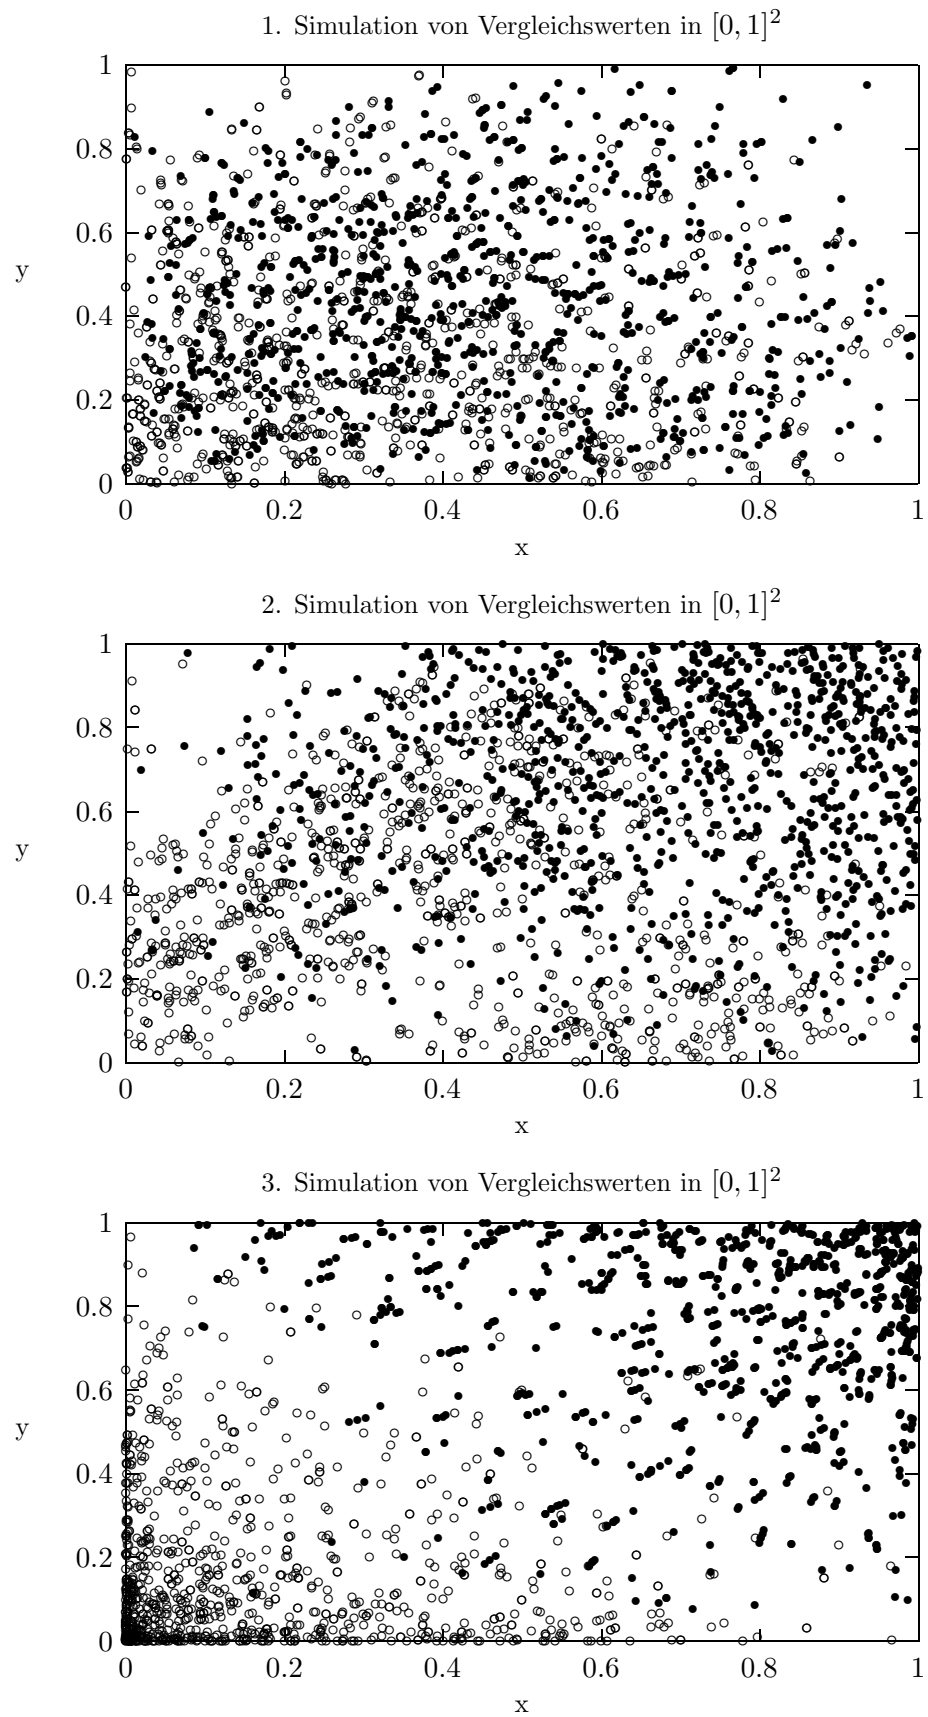 1. Simulation von Vergleichswerten in [0, 1]²
1
0.8
0.6
y
0.4
0.2
0
0 0.2 0.4 0.6 0.8 1
x
2. Simulation von Vergleichswerten in [0, 1]²
1
0.8
0.6
y
0.4
0.2
0
0 0.2 0.4 0.6 0.8 1
x
3. Simulation von Vergleichswerten in [0, 1]²
1
0.8
0.6
y
0.4
0.2
0
0 0.2 0.4 0.6 0.8 1
x